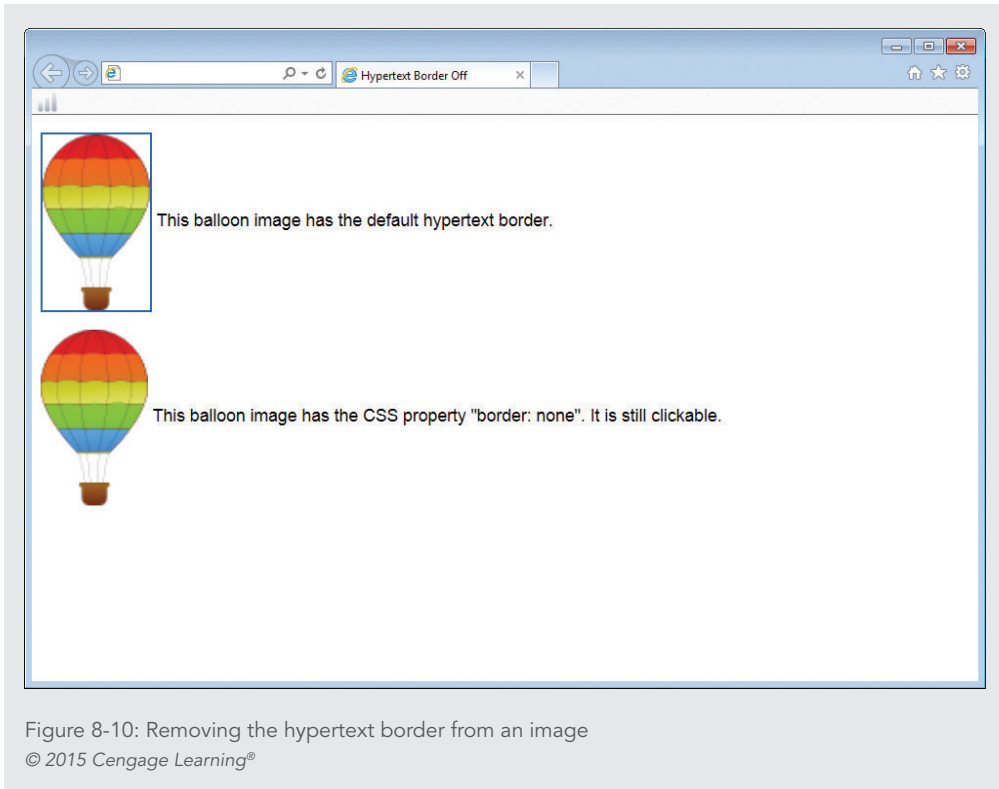 Hypertext Border Off
This balloon image has the default hypertext border.
This balloon image has the CSS property "border: none". It is still clickable.
Figure 8-10: Removing the hypertext border from an image
© 2015 Cengage Learning®